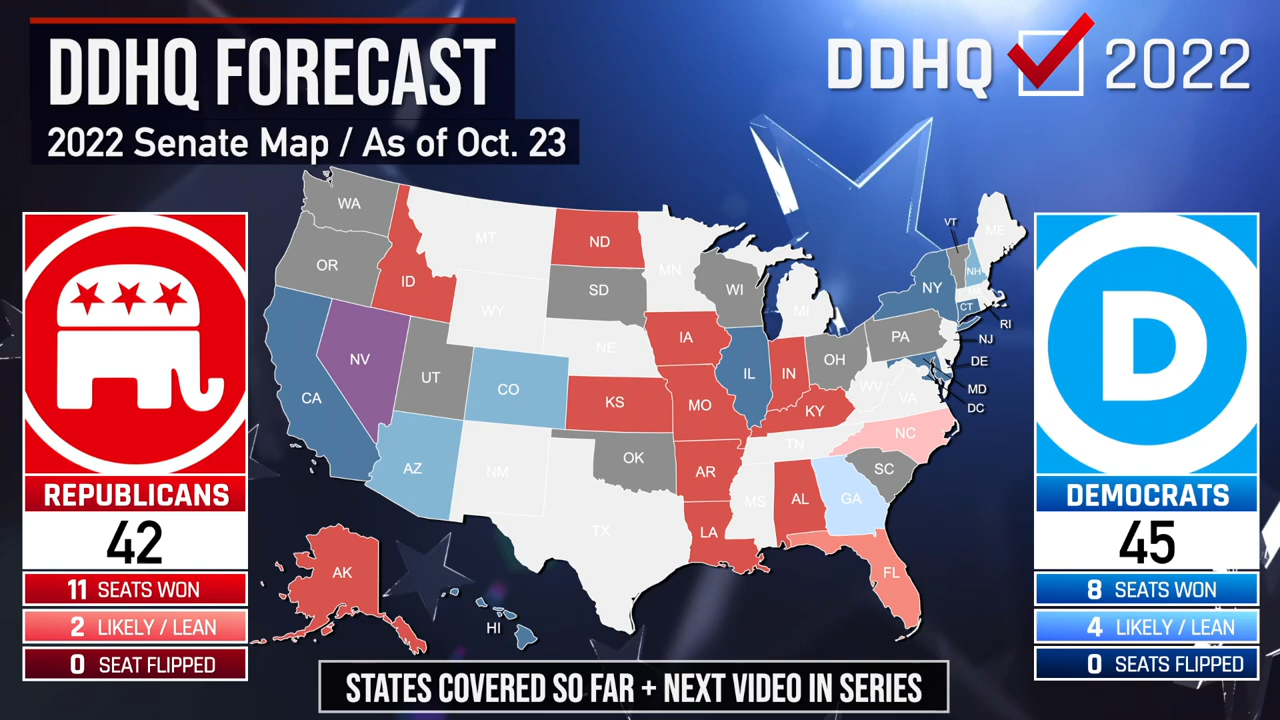 DDHQ FORECAST
2022 Senate Map / As of Oct. 23
DDHQ 2022
REPUBLICANS
42
11 SEATS WON
2 LIKELY / LEAN
0 SEAT FLIPPED
WA
OR
CA
ID
NV
UT
AZ
MT
WY
CO
NM
ND
SD
NE
KS
OK
TX
MN
IA
MO
AR
LA
WI
IL
MI
IN
OH
KY
TN
MS
AL
GA
FL
SC
NC
VA
WV
PA
NY
VT
NH
ME
CT
RI
NJ
DE
MD
DC
AK
HI
DEMOCRATS
45
8 SEATS WON
4 LIKELY / LEAN
0 SEATS FLIPPED
STATES COVERED SO FAR + NEXT VIDEO IN SERIES